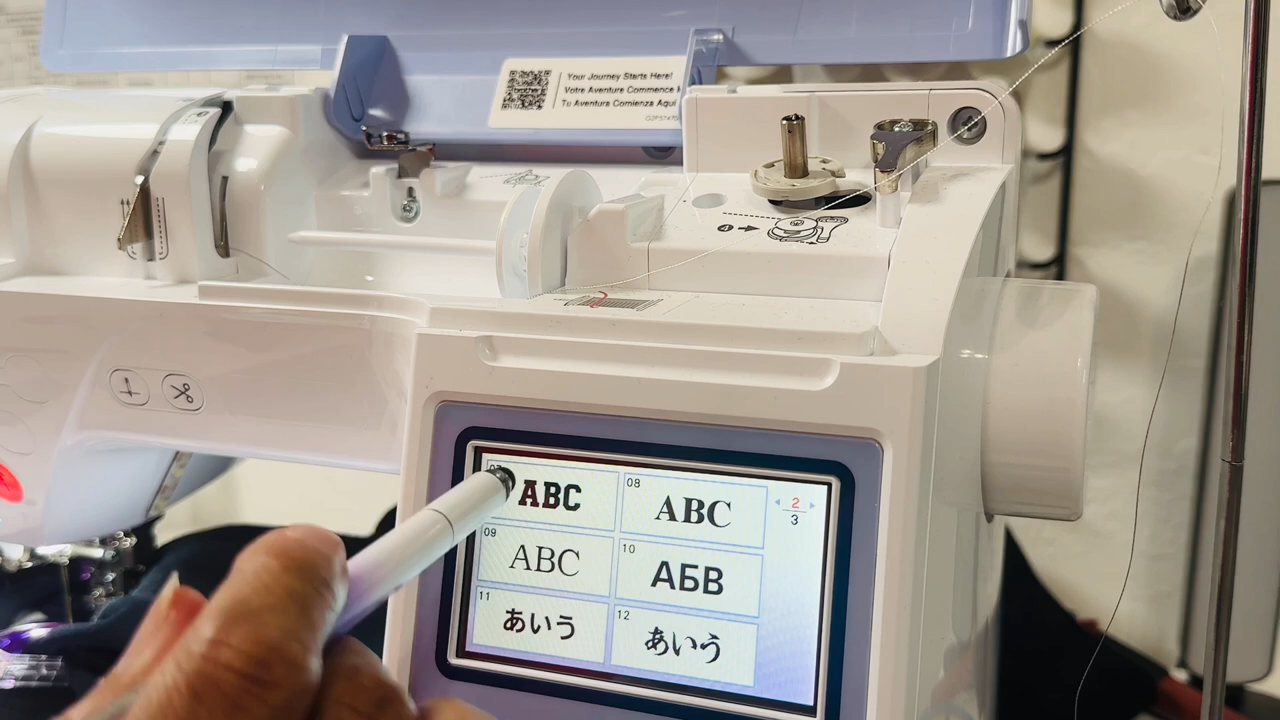 Your Journey Starts Here!
Votre Aventure Commence
Tu Aventura Comienza Aquí
ABC
08
ABC
2
3
09
ABC
10
АБВ
11
あいう
12
あいう